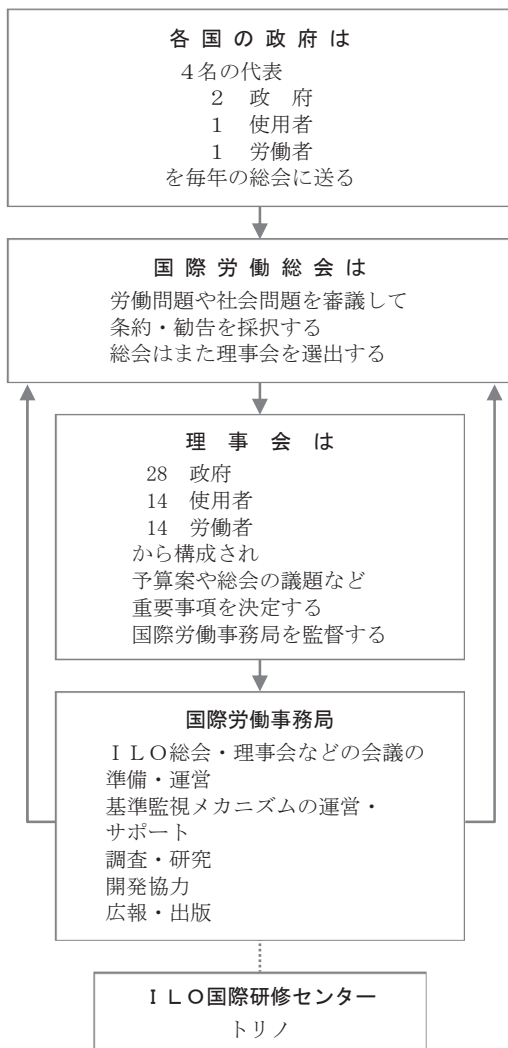 各国の政府は
４名の代表
２　政　府
１　使用者
１　労働者
を毎年の総会に送る
国際労働総会は
労働問題や社会問題を審議して
条約・勧告を採択する
総会はまた理事会を選出する
理事会は
28　政府
14　使用者
14　労働者
から構成され
予算案や総会の議題など
重要事項を決定する
国際労働事務局を監督する
国際労働事務局
ＩＬＯ総会・理事会などの会議の
準備・運営
基準監視メカニズムの運営・
サポート
調査・研究
開発協力
広報・出版
ＩＬＯ国際研修センター
トリノ